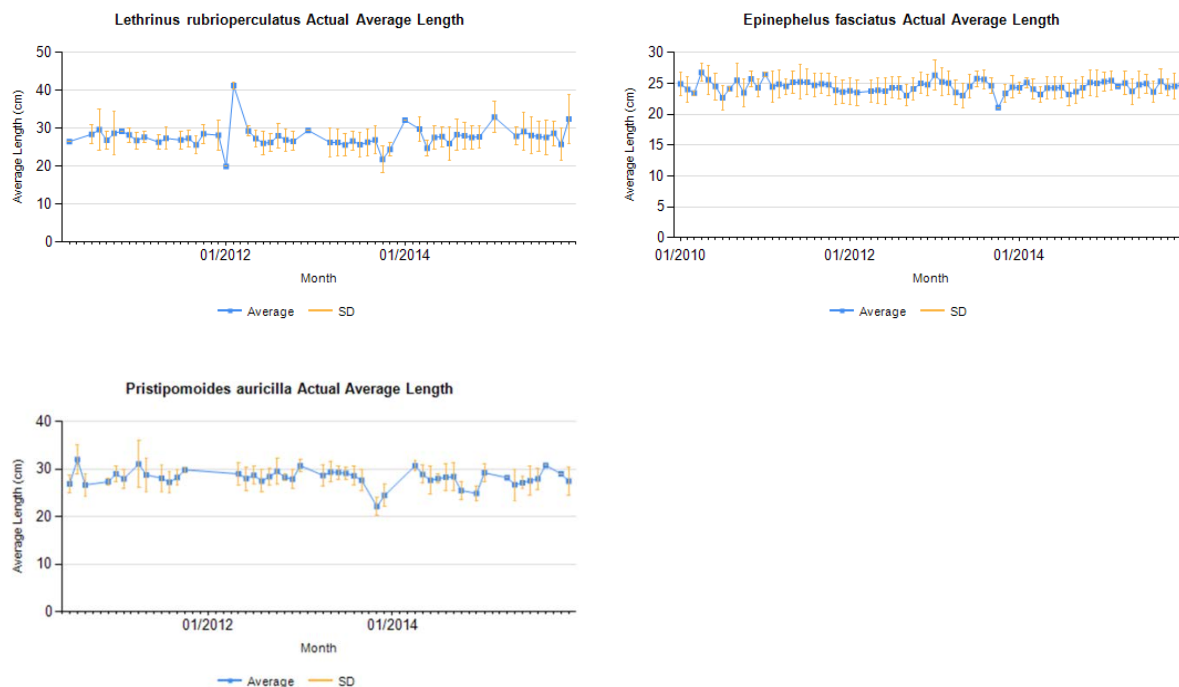 Lethrinus rubrioperculatus Actual Average Length
50
40
30
20
10
0
Average Length (cm)
01/2012
01/2014
Month
Average
SD
Epinephelus fasciatus Actual Average Length
30
25
20
15
10
5
0
Average Length (cm)
01/2010
01/2012
01/2014
Month
Average
SD
Pristipomoides auricilla Actual Average Length
40
30
20
10
0
Average Length (cm)
01/2012
01/2014
Month
Average
SD